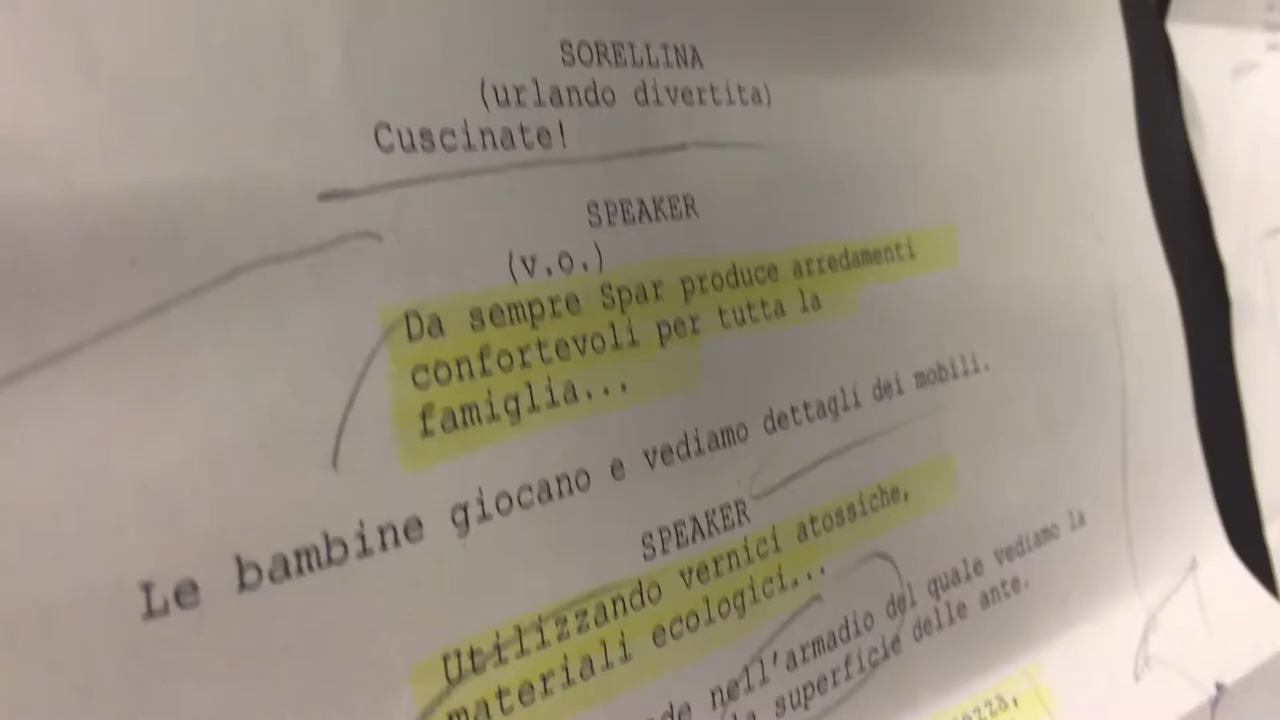 SORELLINA
(urlando divertita)
Cuscinate!
SPEAKER
(v.o.)
Da sempre Spar produce arredamenti
confortevoli per tutta la
famiglia...
Le bambine giocano e vediamo dettagli dei mobili.
SPEAKER
Utilizzando vernici atossiche,
materiali ecologici...
nell'armadio del quale vediamo la
superficie delle ante.